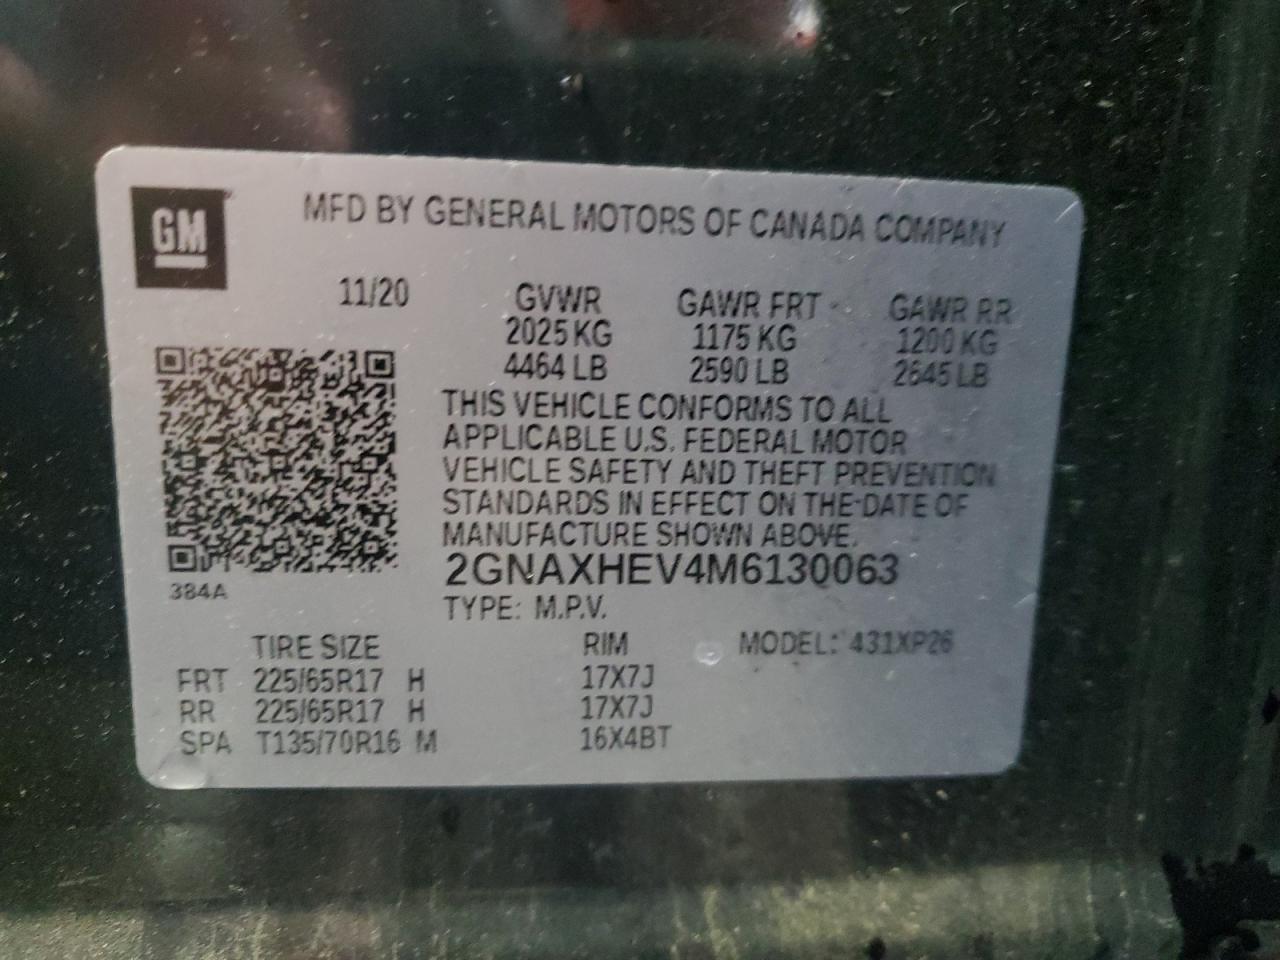 GM
MFD BY GENERAL MOTORS OF CANADA COMPANY
11/20 GVWR GAWR FRT GAWR RR
2025 KG 1175 KG 1200 KG
4464 LB 2590 LB 2645 LB
THIS VEHICLE CONFORMS TO ALL
APPLICABLE U.S. FEDERAL MOTOR
VEHICLE SAFETY AND THEFT PREVENTION
STANDARDS IN EFFECT ON THE DATE OF
MANUFACTURE SHOWN ABOVE.
2GNAXHEV4M6130063
384A
TYPE: M.P.V.
TIRE SIZE RIM MODEL: 431XP26
FRT 225/65R17 H 17X7J
RR 225/65R17 H 17X7J
SPA T135/70R16 M 16X4BT